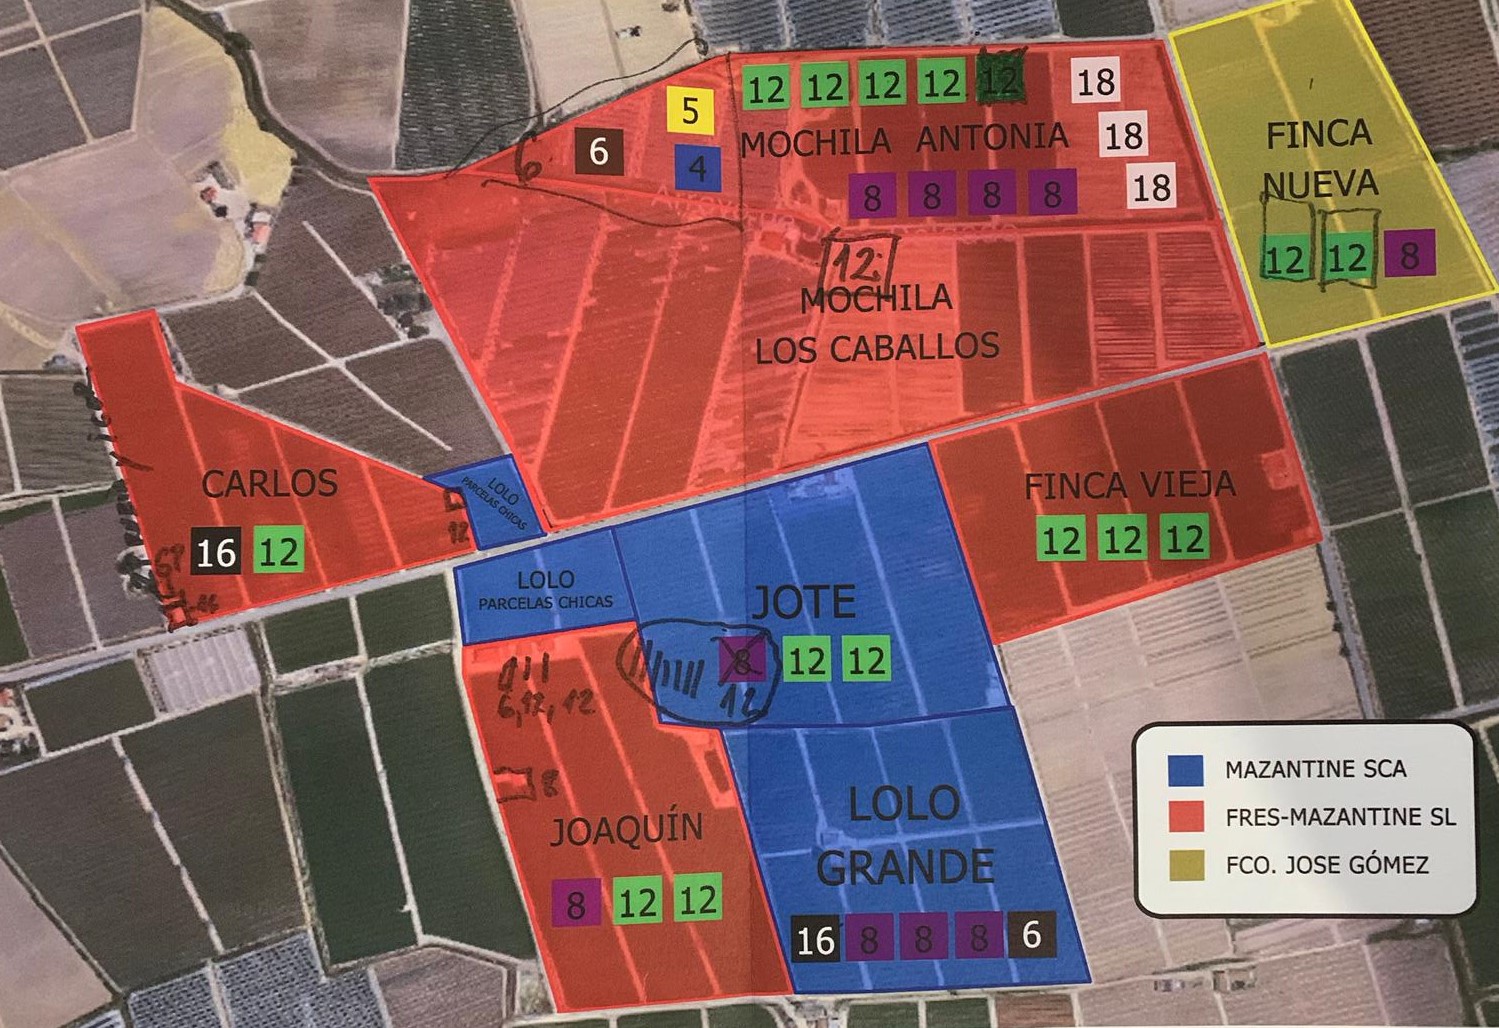 12 12 12 12 12 18
5
MOCHILA ANTONIA 18
6 6 4
8 8 8 8 18
12
MOCHILA
LOS CABALLOS
FINCA
NUEVA
12 12 8
CARLOS
16 12
LOLO
PARCELAS CHICAS
12
FINCA VIEJA
12 12 12
LOLO
PARCELAS CHICAS
JOTE
8 12 12
12
6, 12, 12
8
JOAQUÍN
8 12 12
LOLO
GRANDE
16 8 8 8 6
MAZANTINE SCA
FRES-MAZANTINE SL
FCO. JOSE GÓMEZ